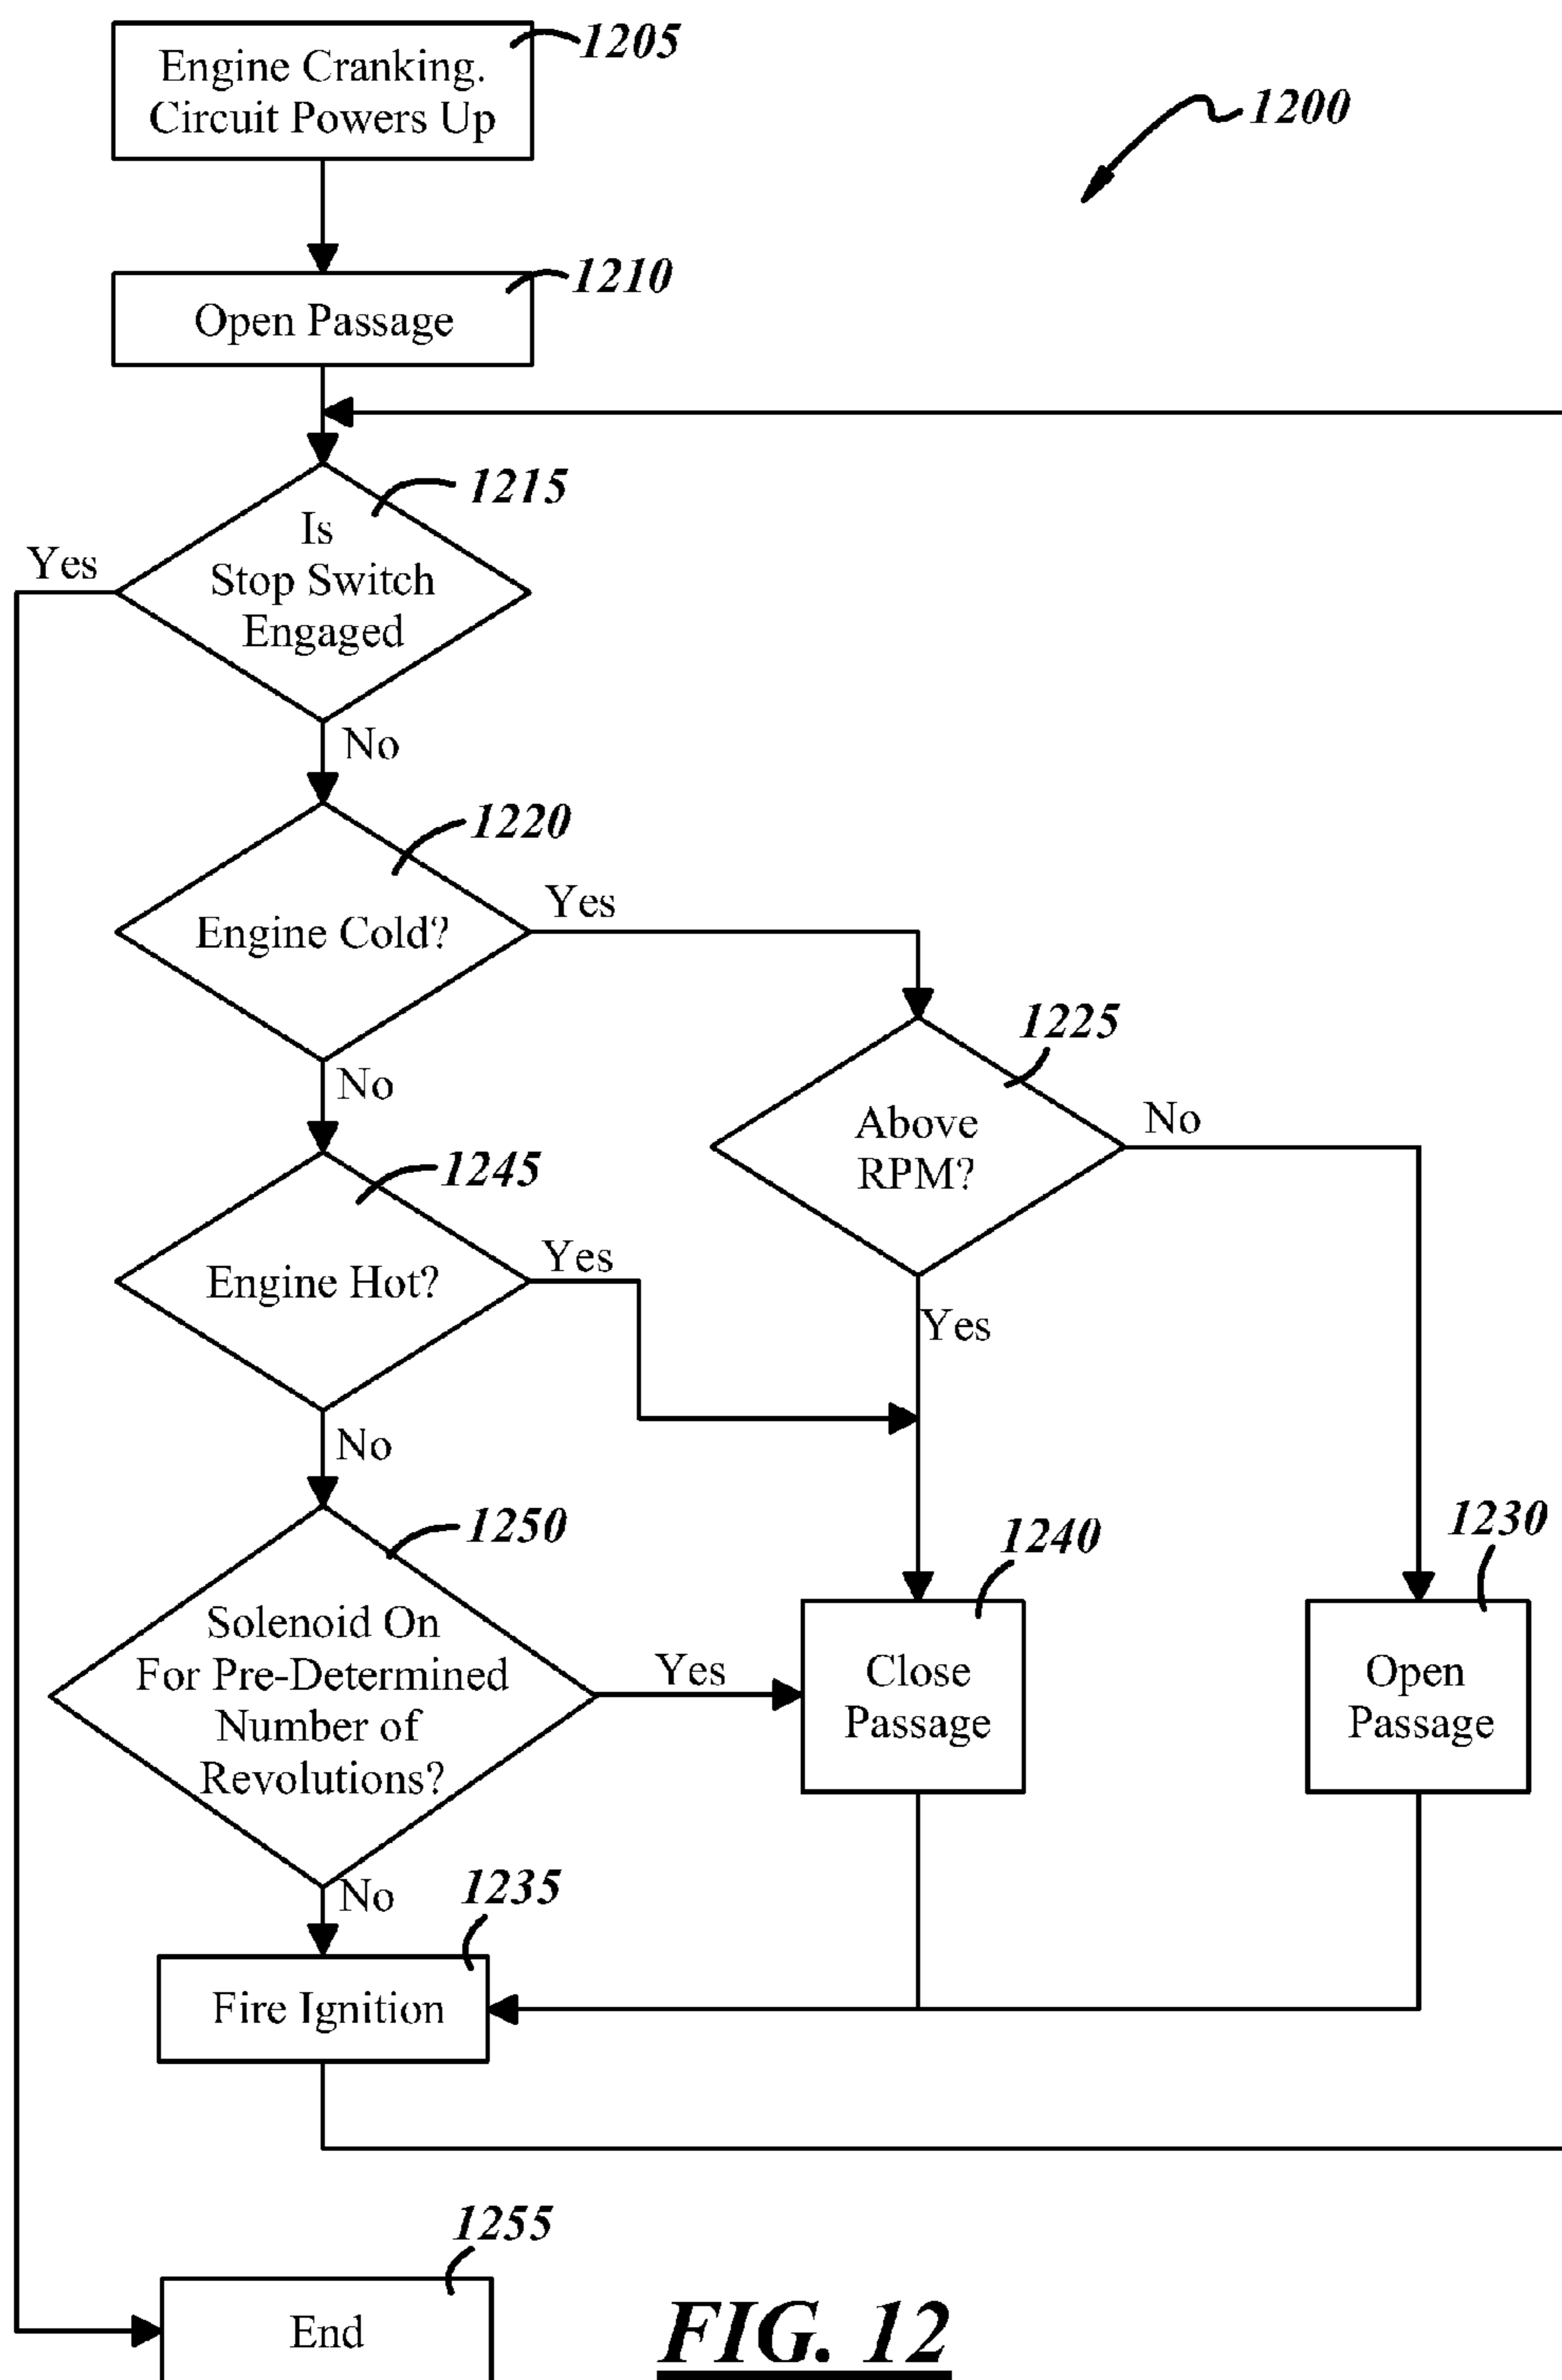 1205
Engine Cranking.
Circuit Powers Up
1200
1210
Open Passage
1215
Is
Stop Switch
Engaged
Yes
No
1220
Engine Cold?
Yes
No
1225
Above
RPM?
No
Yes
1245
Engine Hot?
Yes
No
1250
Solenoid On
For Pre-Determined
Number of
Revolutions?
Yes
No
1240
Close
Passage
1230
Open
Passage
1235
Fire Ignition
1255
End
FIG. 12